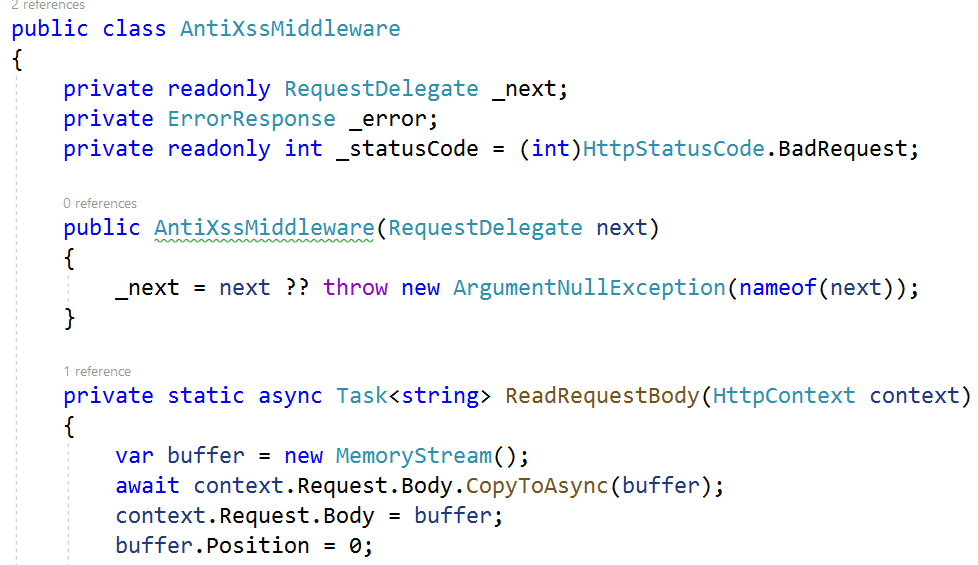 2 references
public class AntiXssMiddleware
{
private readonly RequestDelegate _next;
private ErrorResponse _error;
private readonly int _statusCode = (int)HttpStatusCode.BadRequest;
0 references
public AntiXssMiddleware(RequestDelegate next)
{
_next = next ?? throw new ArgumentNullException(nameof(next));
}
1 reference
private static async Task<string> ReadRequestBody(HttpContext context)
{
var buffer = new MemoryStream();
await context.Request.Body.CopyToAsync(buffer);
context.Request.Body = buffer;
buffer.Position = 0;